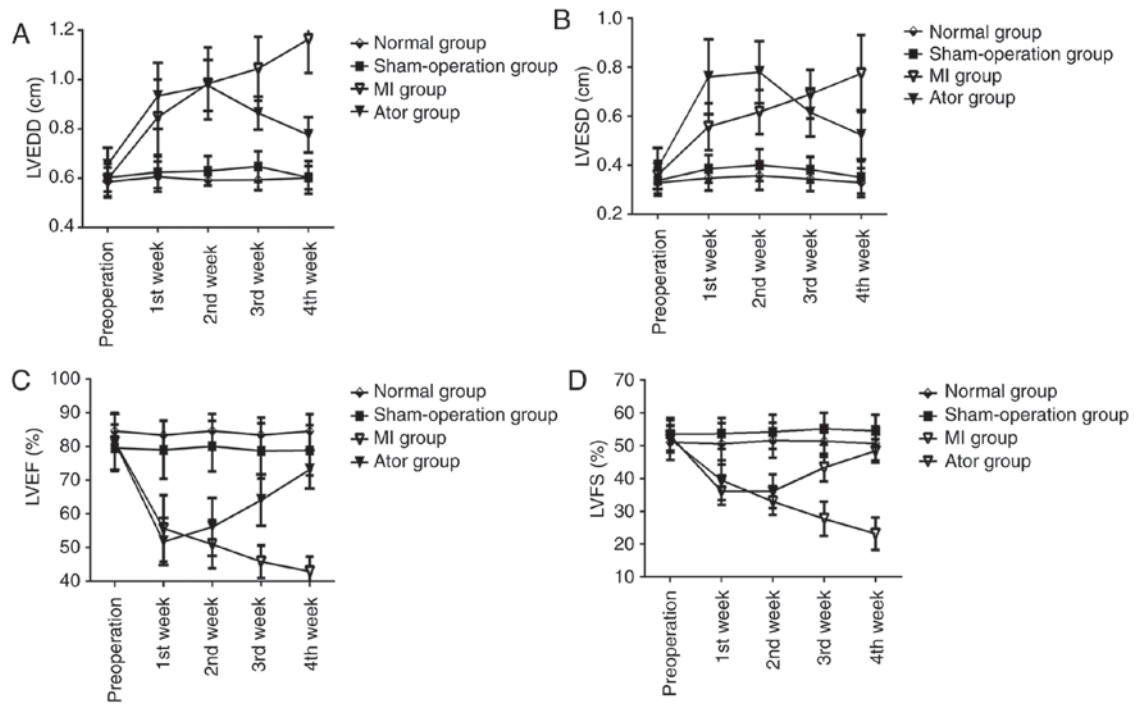 A
LVEDD (cm)
1.2
1.0
0.8
0.6
0.4
Preoperation
1st week
2nd week
3rd week
4th week
Normal group
Sham-operation group
MI group
Ator group
B
LVESD (cm)
1.0
0.8
0.6
0.4
0.2
Preoperation
1st week
2nd week
3rd week
4th week
Normal group
Sham-operation group
MI group
Ator group
C
LVEF (%)
100
90
80
70
60
50
40
Preoperation
1st week
2nd week
3rd week
4th week
Normal group
Sham-operation group
MI group
Ator group
D
LVFS (%)
70
60
50
40
30
20
10
Preoperation
1st week
2nd week
3rd week
4th week
Normal group
Sham-operation group
MI group
Ator group